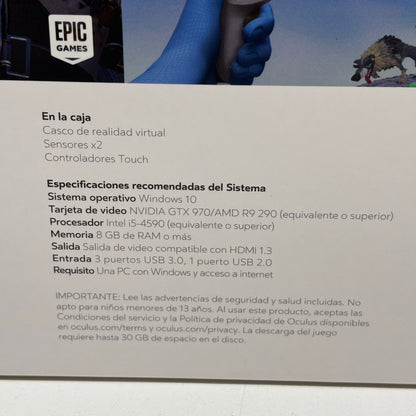 EPIC
GAMES
En la caja
Casco de realidad virtual
Sensores x2
Controladores Touch
Especificaciones recomendadas del Sistema
Sistema operativo Windows 10
Tarjeta de video NVIDIA GTX 970/AMD R9 290 (equivalente o superior)
Procesador Intel i5-4590 (equivalente o superior)
Memoria 8 GB de RAM o más
Salida Salida de video compatible con HDMI 1.3
Entrada 3 puertos USB 3.0, 1 puerto USB 2.0
Requisito Una PC con Windows y acceso a internet
IMPORTANTE: Lee las advertencias de seguridad y salud incluidas. No
apto para niños menores de 13 años. Al usar este producto, aceptas las
Condiciones del servicio y la Política de privacidad de Oculus disponibles
en oculus.com/terms y oculus.com/privacy. La descarga del juego
requiere hasta 30 GB de espacio en el disco.